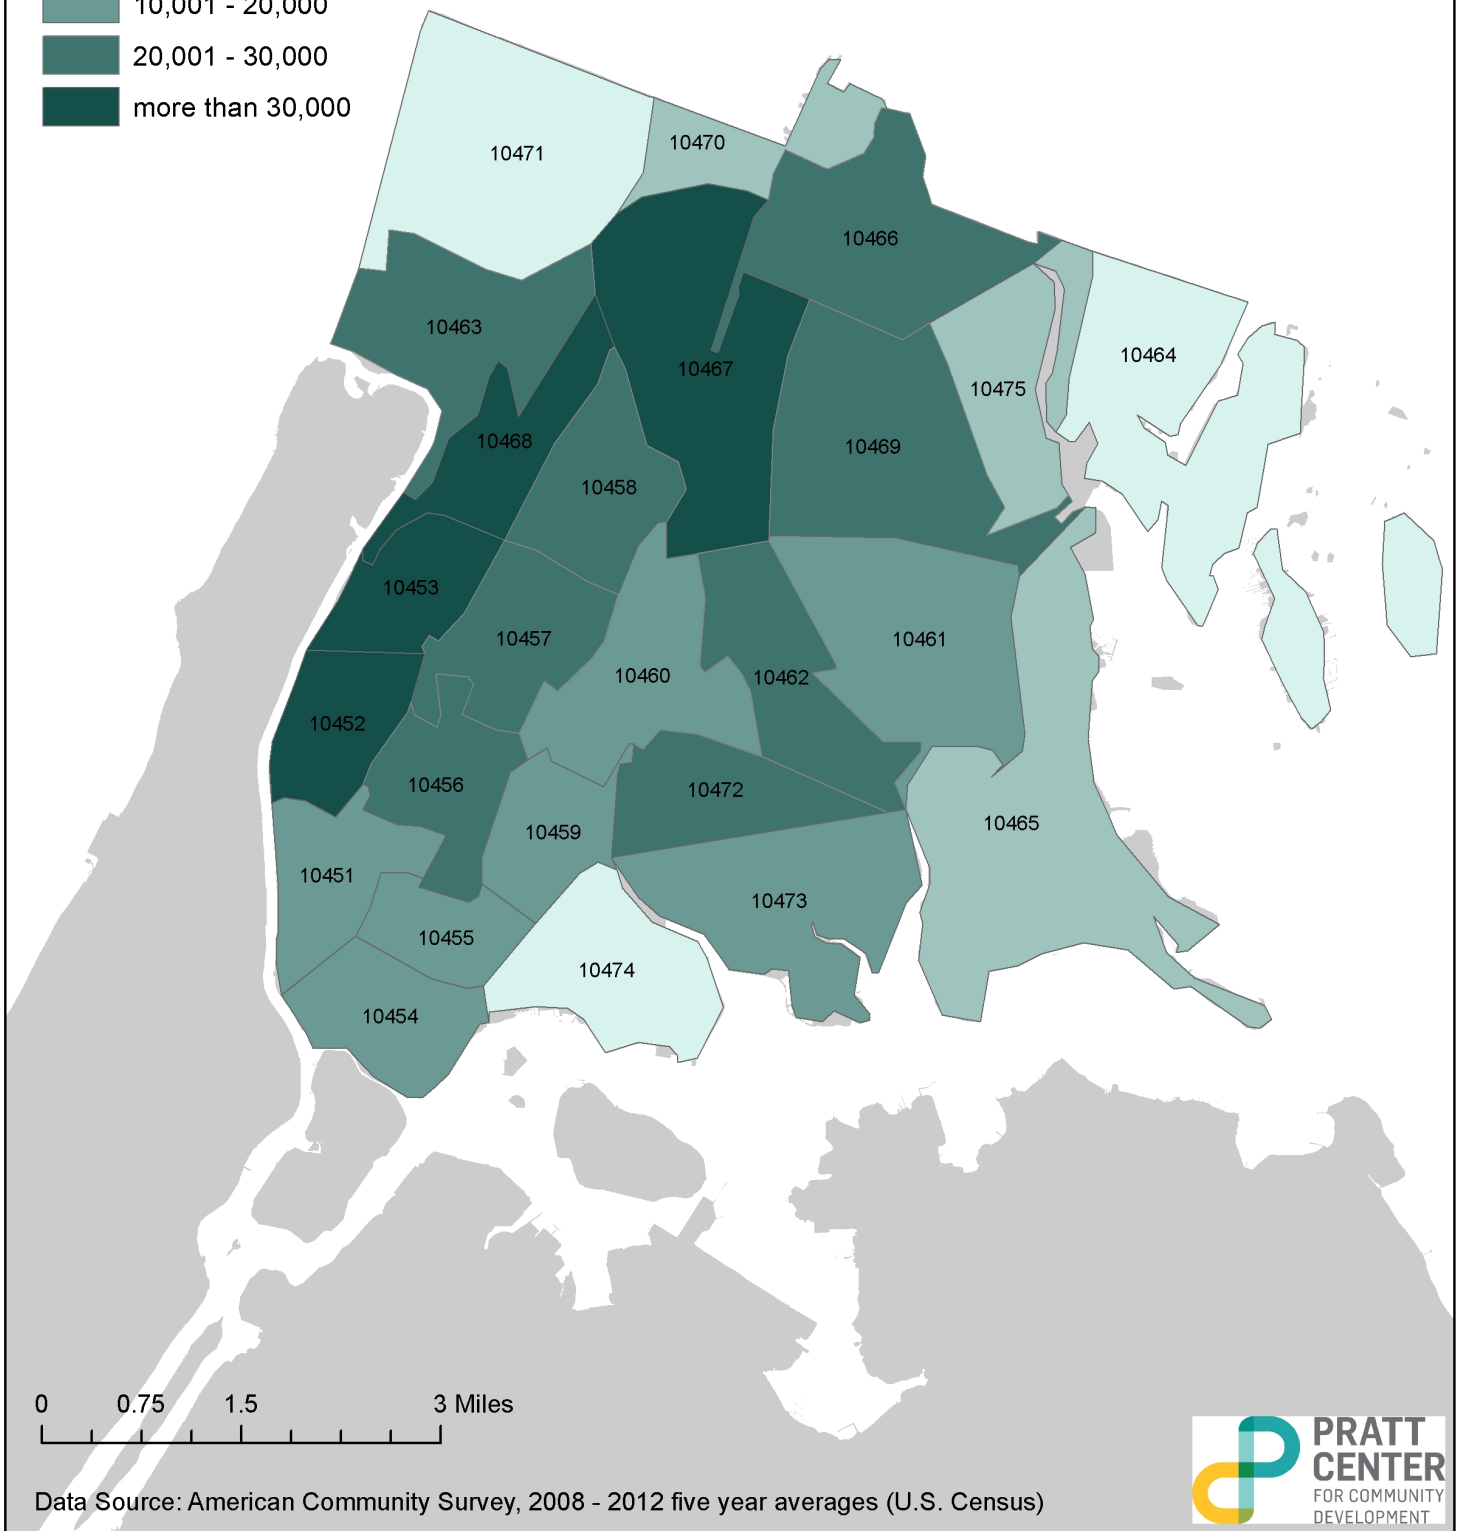 10,001 - 20,000
20,001 - 30,000
more than 30,000
10471
10470
10466
10463
10464
10467
10475
10468
10469
10458
10453
10457
10461
10460
10462
10452
10456
10472
10465
10459
10451
10473
10455
10474
10454
0 0.75 1.5 3 Miles
Data Source: American Community Survey, 2008 - 2012 five year averages (U.S. Census)
PRATT
CENTER
FOR COMMUNITY
DEVELOPMENT